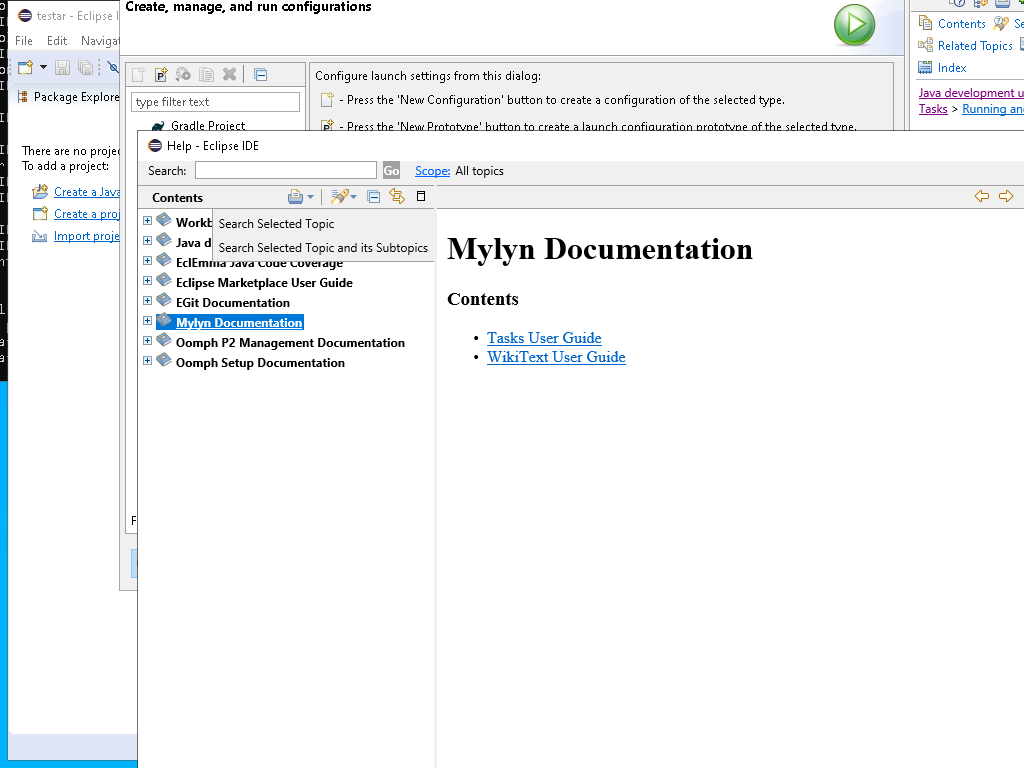 testar - Eclipse I
Create, manage, and run configurations
File Edit Navigat
Package Explore
There are no projec
To add a project:
Create a Java
Create a proj
Import proje
type filter text
Gradle Project
Configure launch settings from this dialog:
- Press the 'New Configuration' button to create a configuration of the selected type.
- Press the 'New Prototype' button to create a launch configuration prototype of the selected type.
Contents Se
Related Topics
Index
Java development u
Tasks > Running and
Help - Eclipse IDE
Search: Go Scope: All topics
Contents
Search Selected Topic
Search Selected Topic and its Subtopics
Workb
Java d
EclEmma Java Code Coverage
Eclipse Marketplace User Guide
EGit Documentation
Mylyn Documentation
Oomph P2 Management Documentation
Oomph Setup Documentation
Mylyn Documentation
Contents
• Tasks User Guide
• WikiText User Guide
F